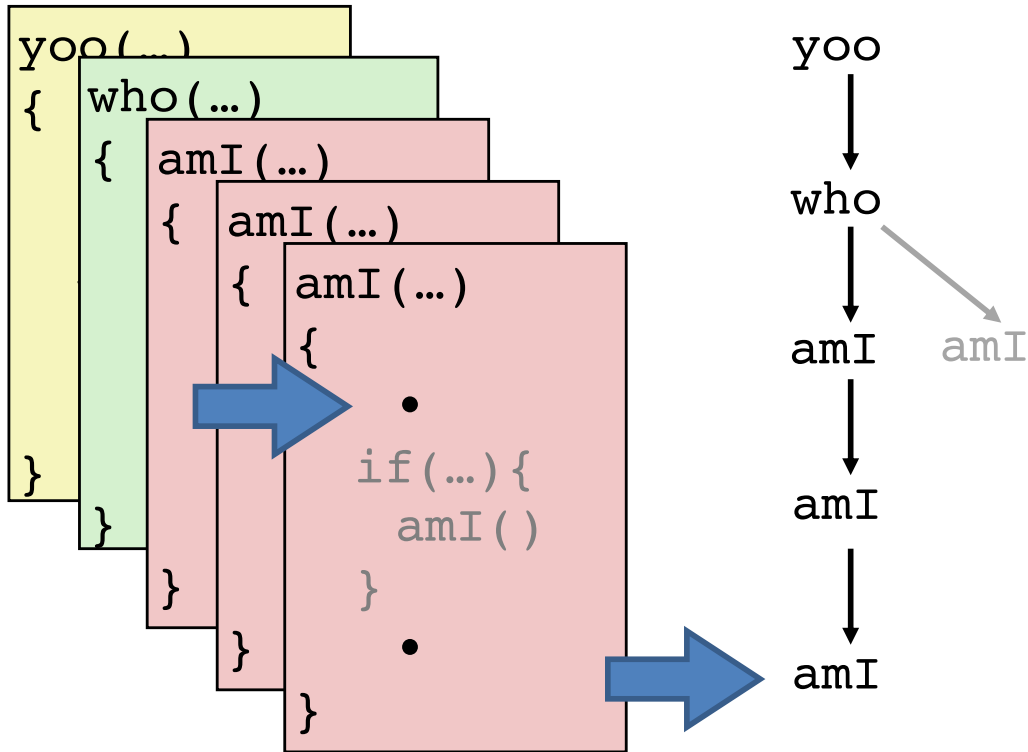 yoo(…)
{
}
who(…)
{
}
amI(…)
{
}
amI(…)
{
}
amI(…)
{
•
if(…){
amI()
}
•
}
yoo
who
amI amI
amI
amI